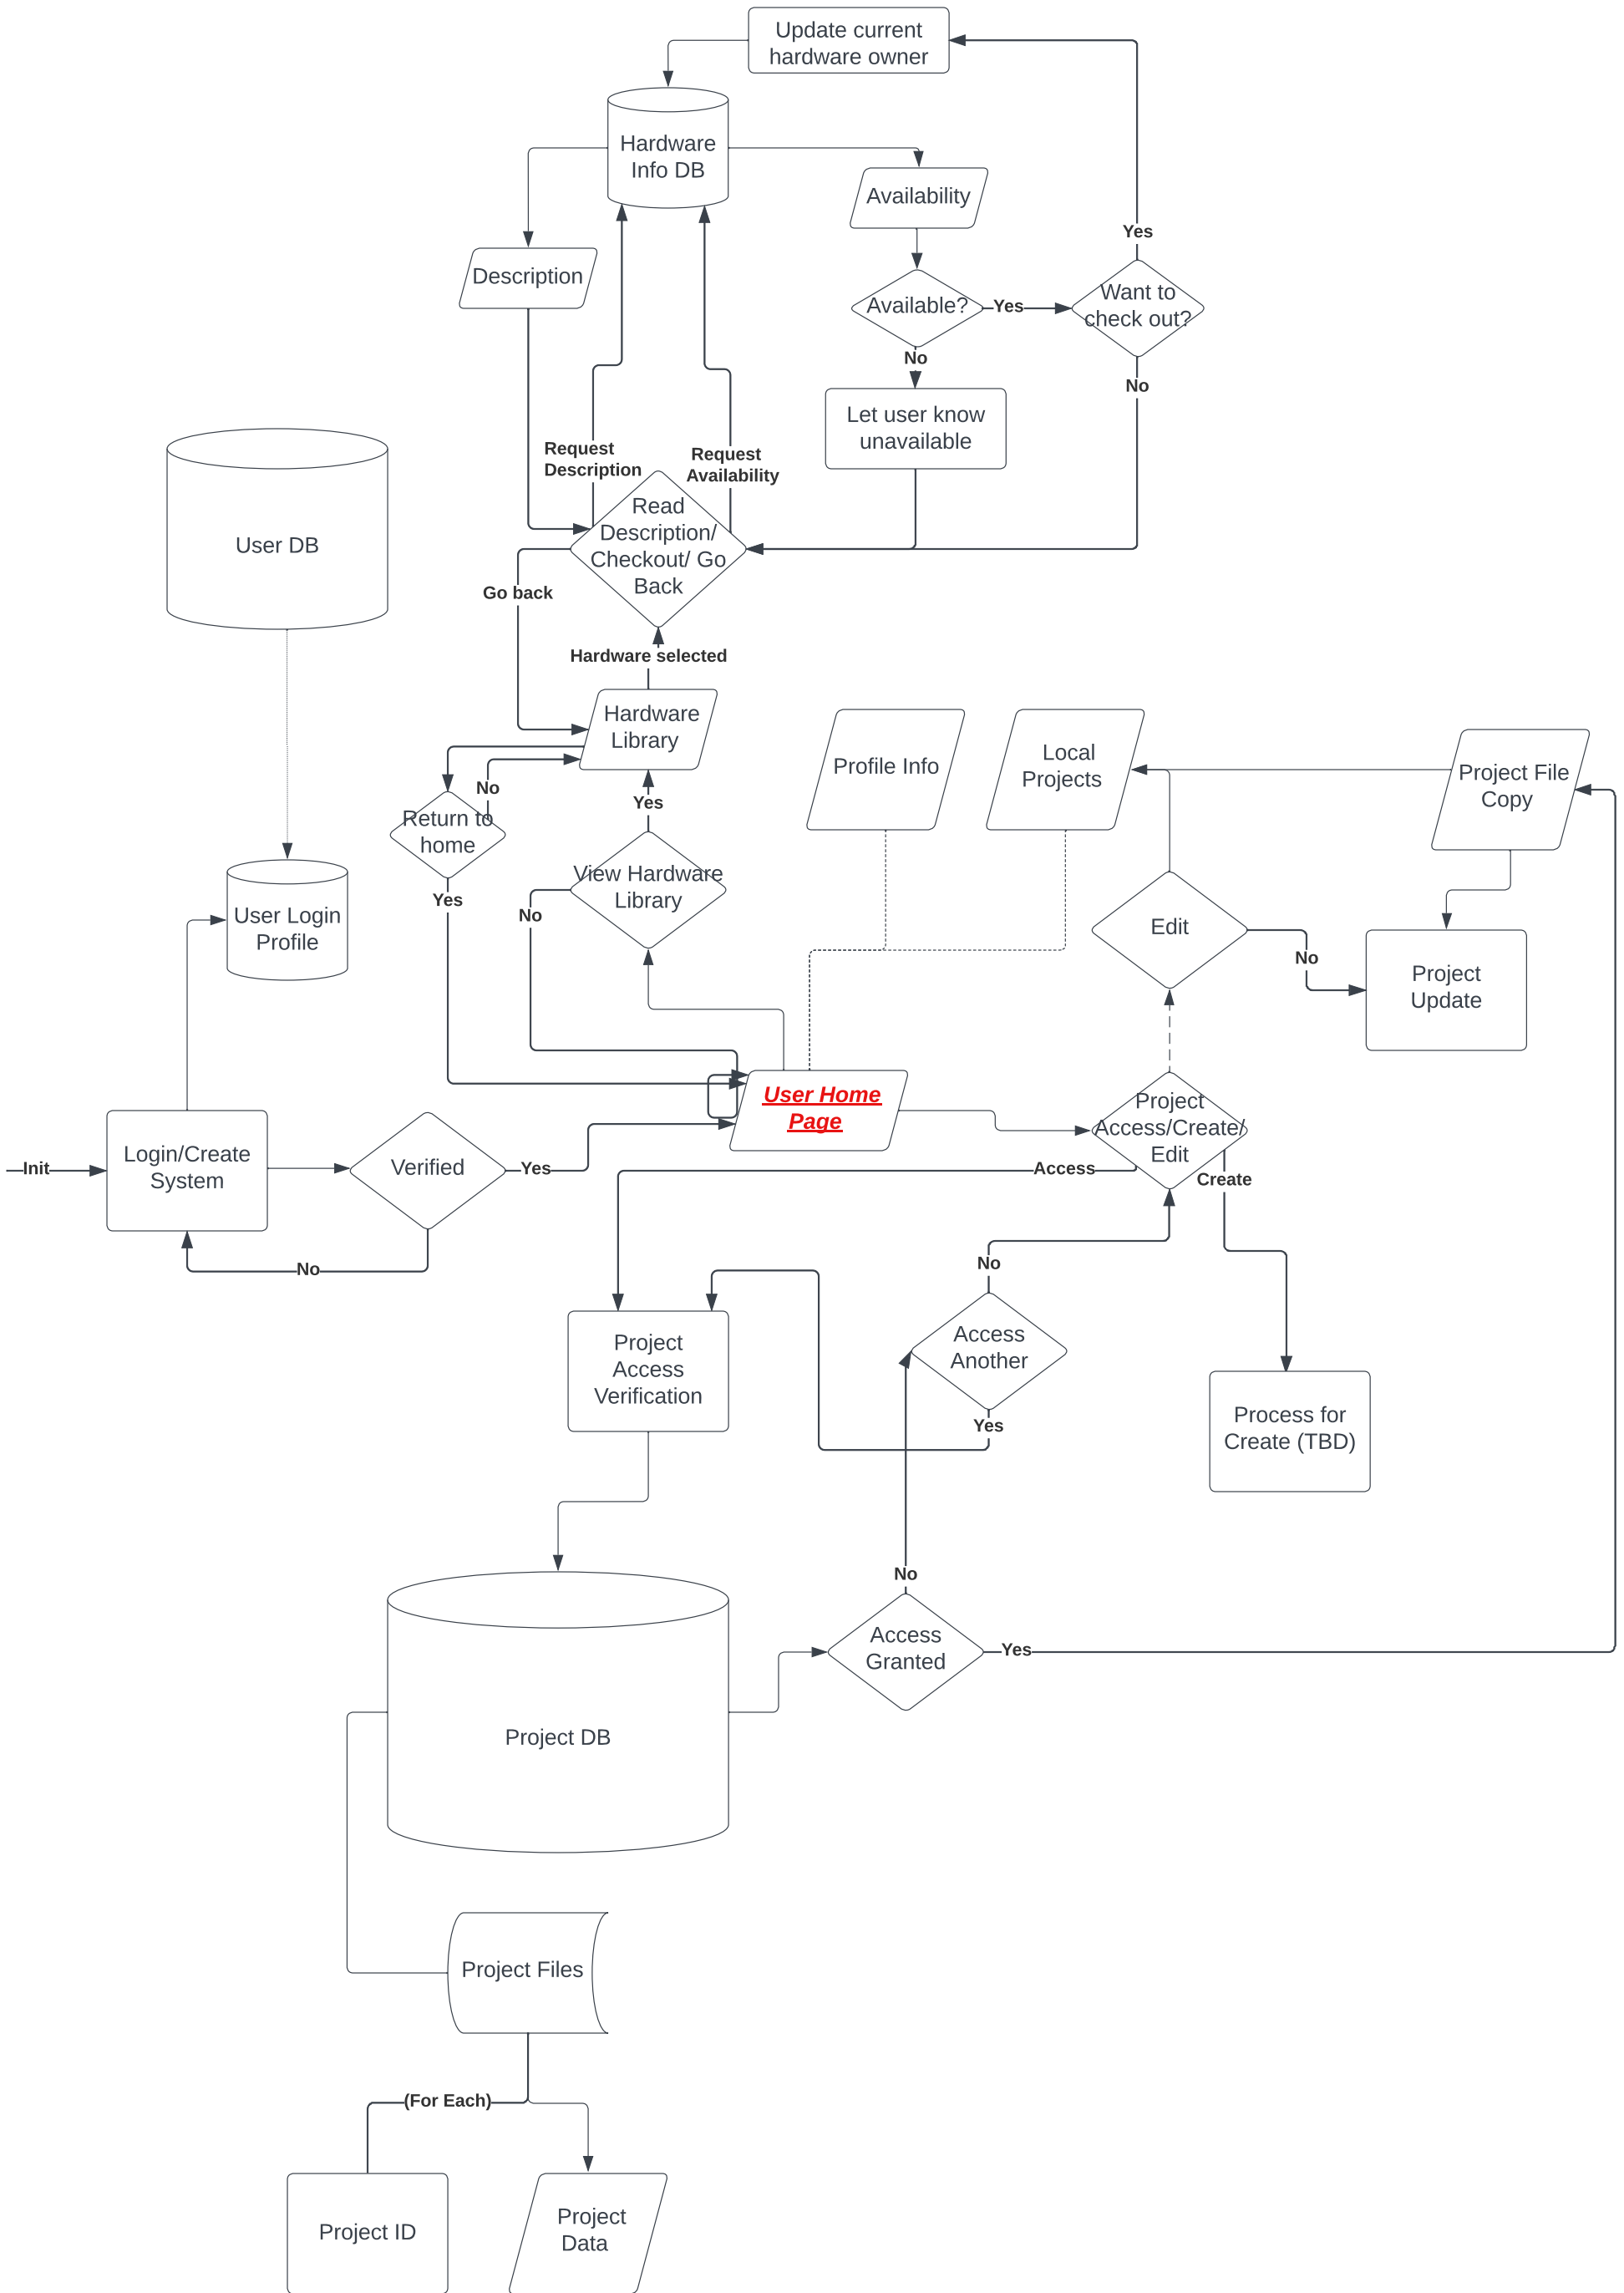 Update current
hardware owner
Hardware
Info DB
Availability
Yes
Description
Available?
Yes
Want to
check out?
No
No
Let user know
unavailable
Request
Description
Request
Availability
Read
Description/
Checkout/ Go
Back
User DB
Go back
Hardware selected
Hardware
Library
Profile Info
Local
Projects
Project File
Copy
No
Return to
home
Yes
View Hardware
Library
Yes
No
User Login
Profile
Edit
No
Project
Update
User Home
Page
Project
Access/Create/
Edit
Init
Login/Create
System
Verified
Yes
Access
Create
No
No
Project
Access
Verification
Access
Another
Yes
Process for
Create (TBD)
No
Access
Granted
Yes
Project DB
Project Files
(For Each)
Project ID
Project
Data